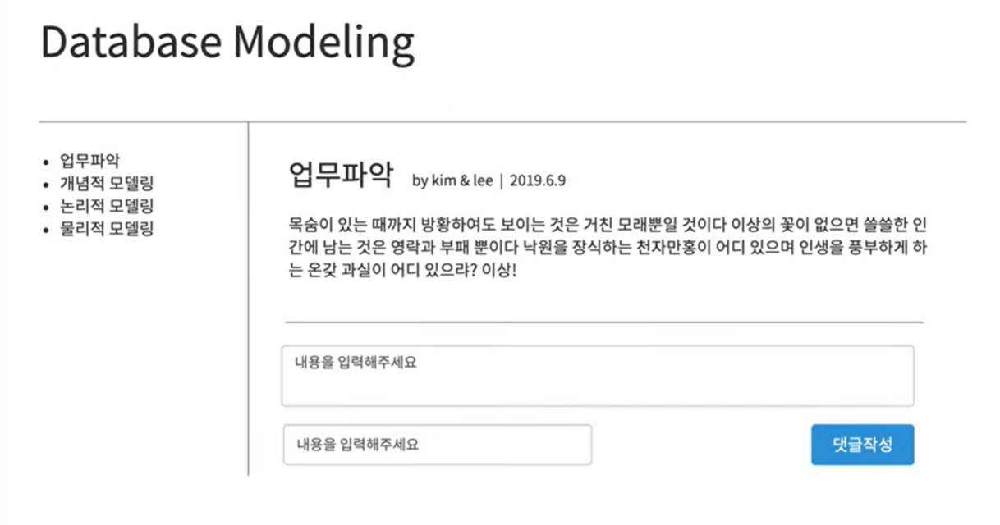 Database Modeling
• 업무파악
• 개념적 모델링
• 논리적 모델링
• 물리적 모델링
업무파악 by kim & lee | 2019.6.9
목숨이 있는 때까지 방황하여도 보이는 것은 거친 모래뿐일 것이다 이상의 꽃이 없으면 쓸쓸한 인
간에 남는 것은 영락과 부패 뿐이다 낙원을 장식하는 천자만홍이 어디 있으며 인생을 풍부하게 하
는 온갖 과실이 어디 있으랴? 이상!
내용을 입력해주세요
내용을 입력해주세요
댓글작성